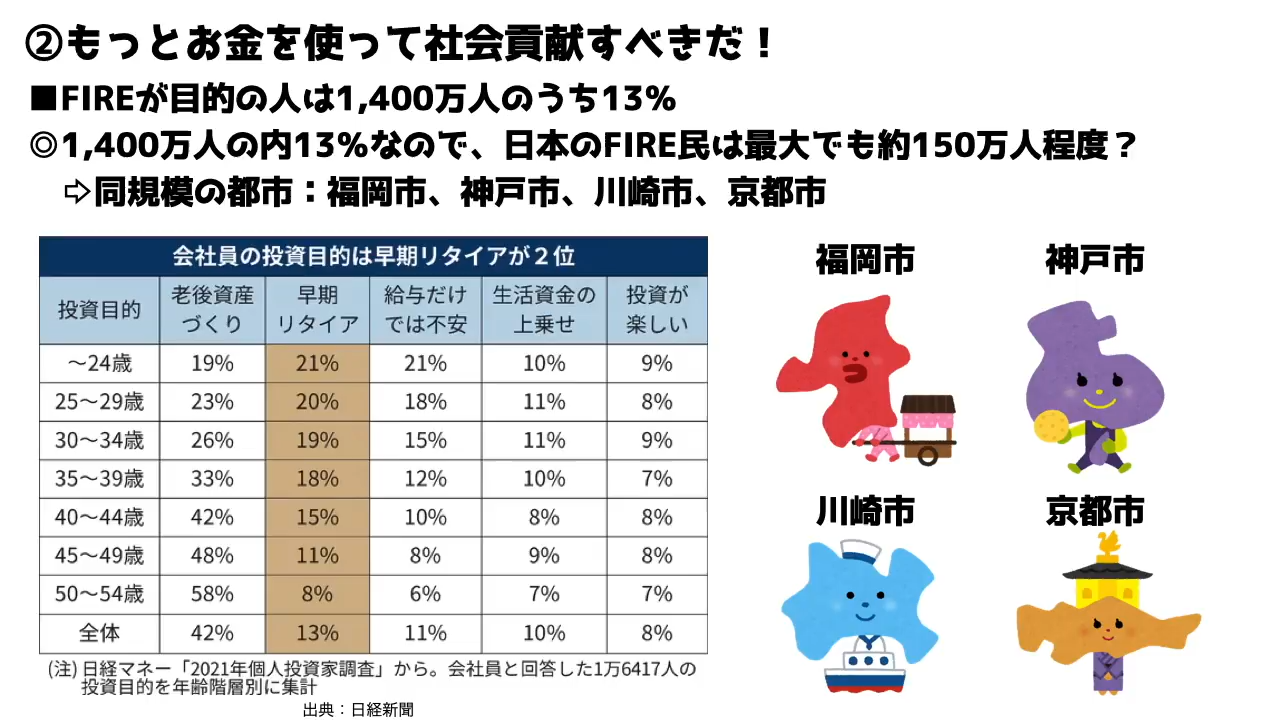 ②もっとお金を使って社会貢献すべきだ！
■FIREが目的の人は1,400万人のうち13%
◎1,400万人の内13%なので、日本のFIRE民は最大でも約150万人程度？
⇨同規模の都市：福岡市、神戸市、川崎市、京都市
会社員の投資目的は早期リタイアが２位
投資目的 老後資産づくり 早期リタイア 給与だけでは不安 生活資金の上乗せ 投資が楽しい
～24歳 19% 21% 21% 10% 9%
25～29歳 23% 20% 18% 11% 8%
30～34歳 26% 19% 15% 11% 9%
35～39歳 33% 18% 12% 10% 7%
40～44歳 42% 15% 10% 8% 8%
45～49歳 48% 11% 8% 9% 8%
50～54歳 58% 8% 6% 7% 7%
全体 42% 13% 11% 10% 8%
(注) 日経マネー「2021年個人投資家調査」から。会社員と回答した1万6417人の
投資目的を年齢階層別に集計
出典：日経新聞
福岡市
神戸市
川崎市
京都市